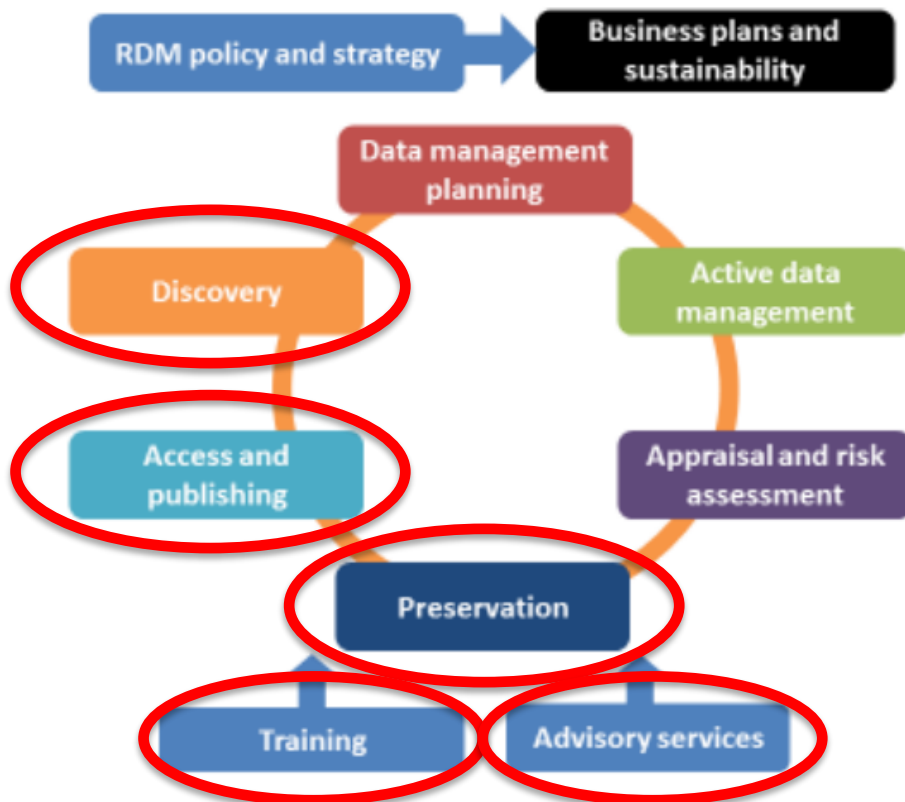 RDM policy and strategy
Business plans and
sustainability
Data management
planning
Discovery
Active data
management
Access and
publishing
Appraisal and risk
assessment
Preservation
Training
Advisory services